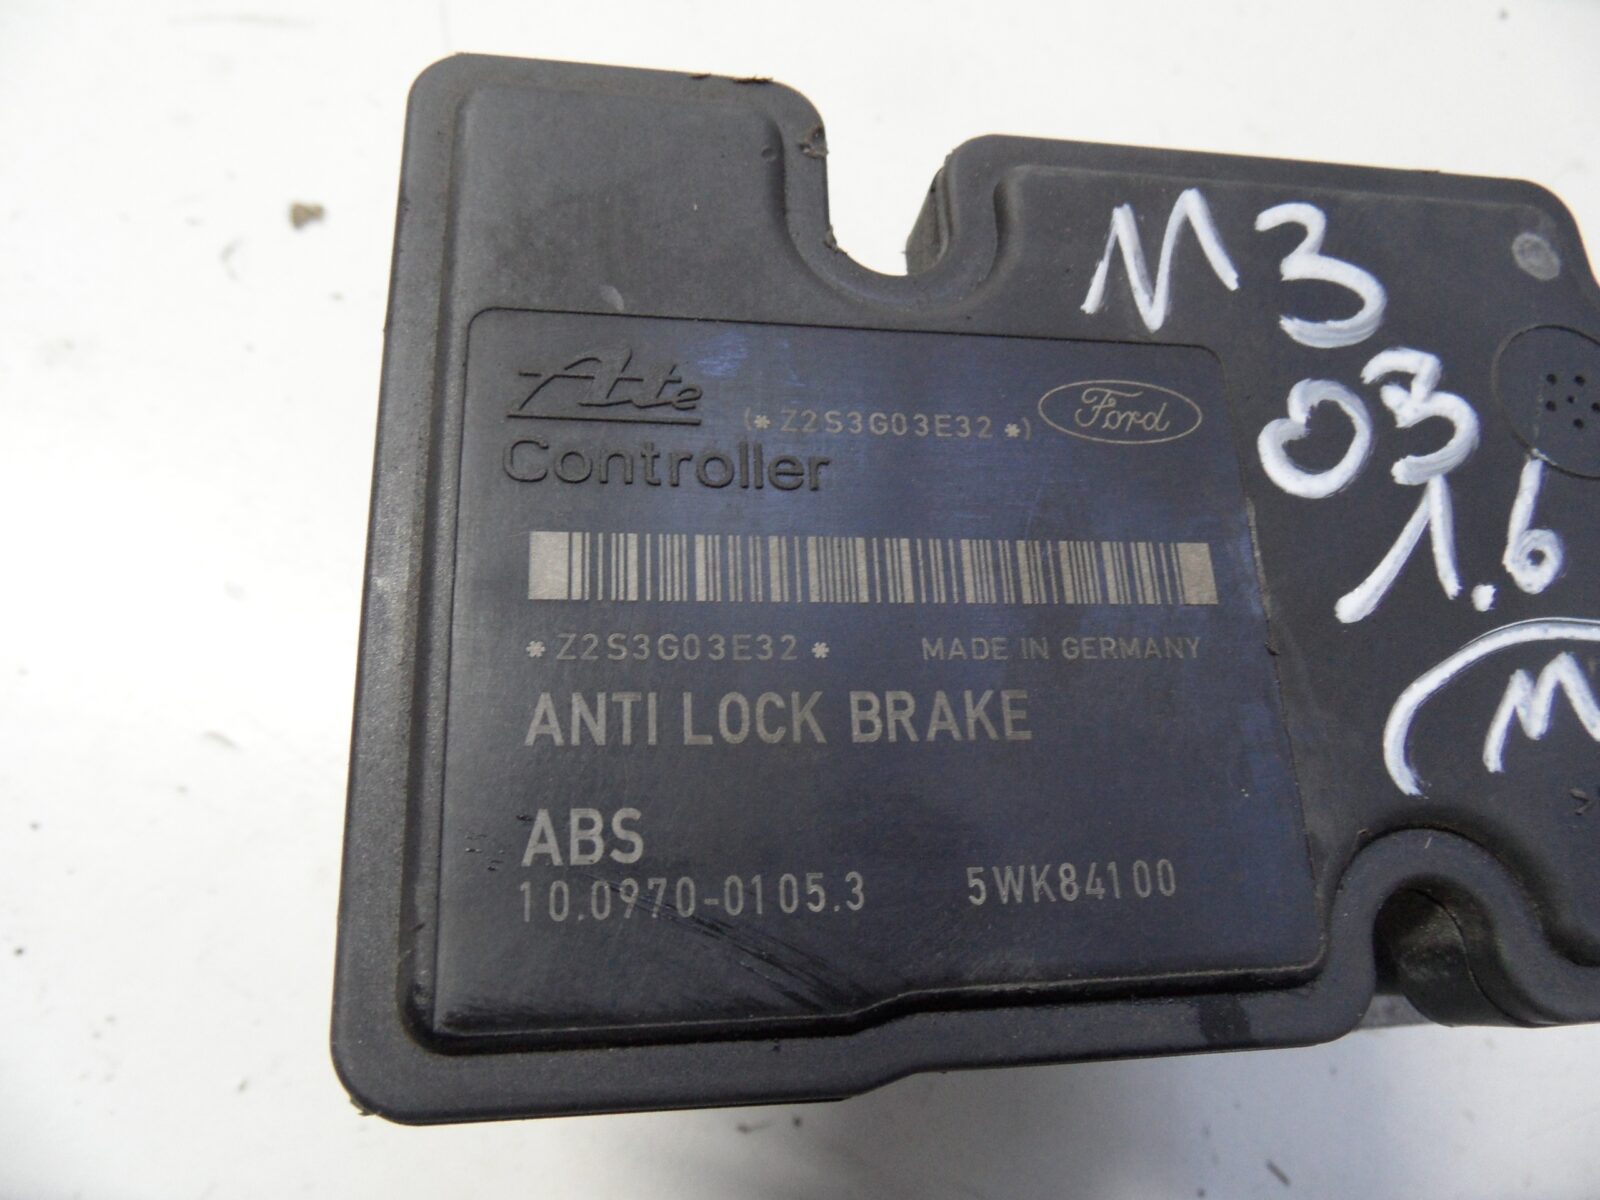 M3
03
1.6
(M
Ate
(*Z2S3G03E32*)
Ford
Controller
*Z2S3G03E32*
MADE IN GERMANY
ANTI LOCK BRAKE
ABS
10.0970-0105.3
5WK84100